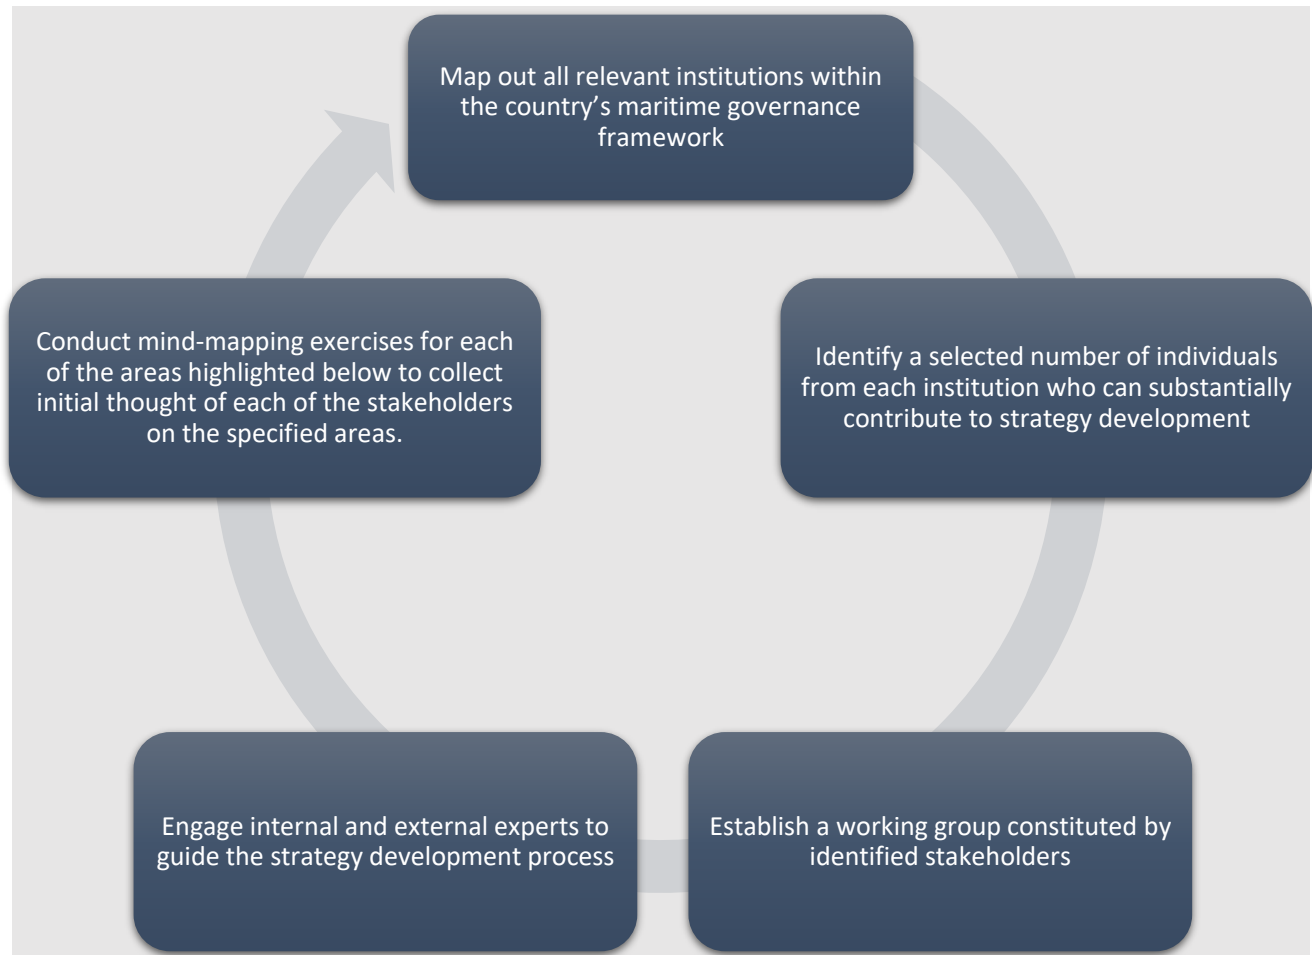 Map out all relevant institutions within
the country’s maritime governance
framework
Identify a selected number of individuals
from each institution who can substantially
contribute to strategy development
Establish a working group constituted by
identified stakeholders
Engage internal and external experts to
guide the strategy development process
Conduct mind-mapping exercises for each
of the areas highlighted below to collect
initial thought of each of the stakeholders
on the specified areas.